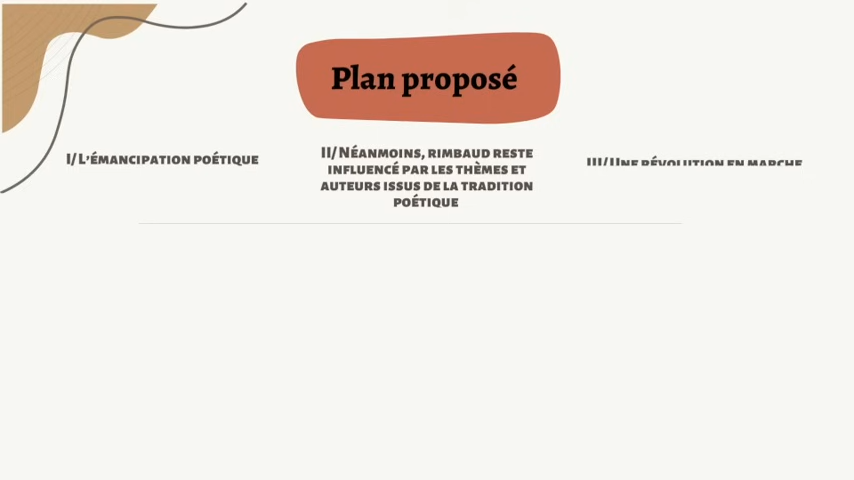 Plan proposé
I/ L'émancipation poétique
II/ Néanmoins, rimbaud reste
influencé par les thèmes et
auteurs issus de la tradition
poétique
III/ Une révolution en marche